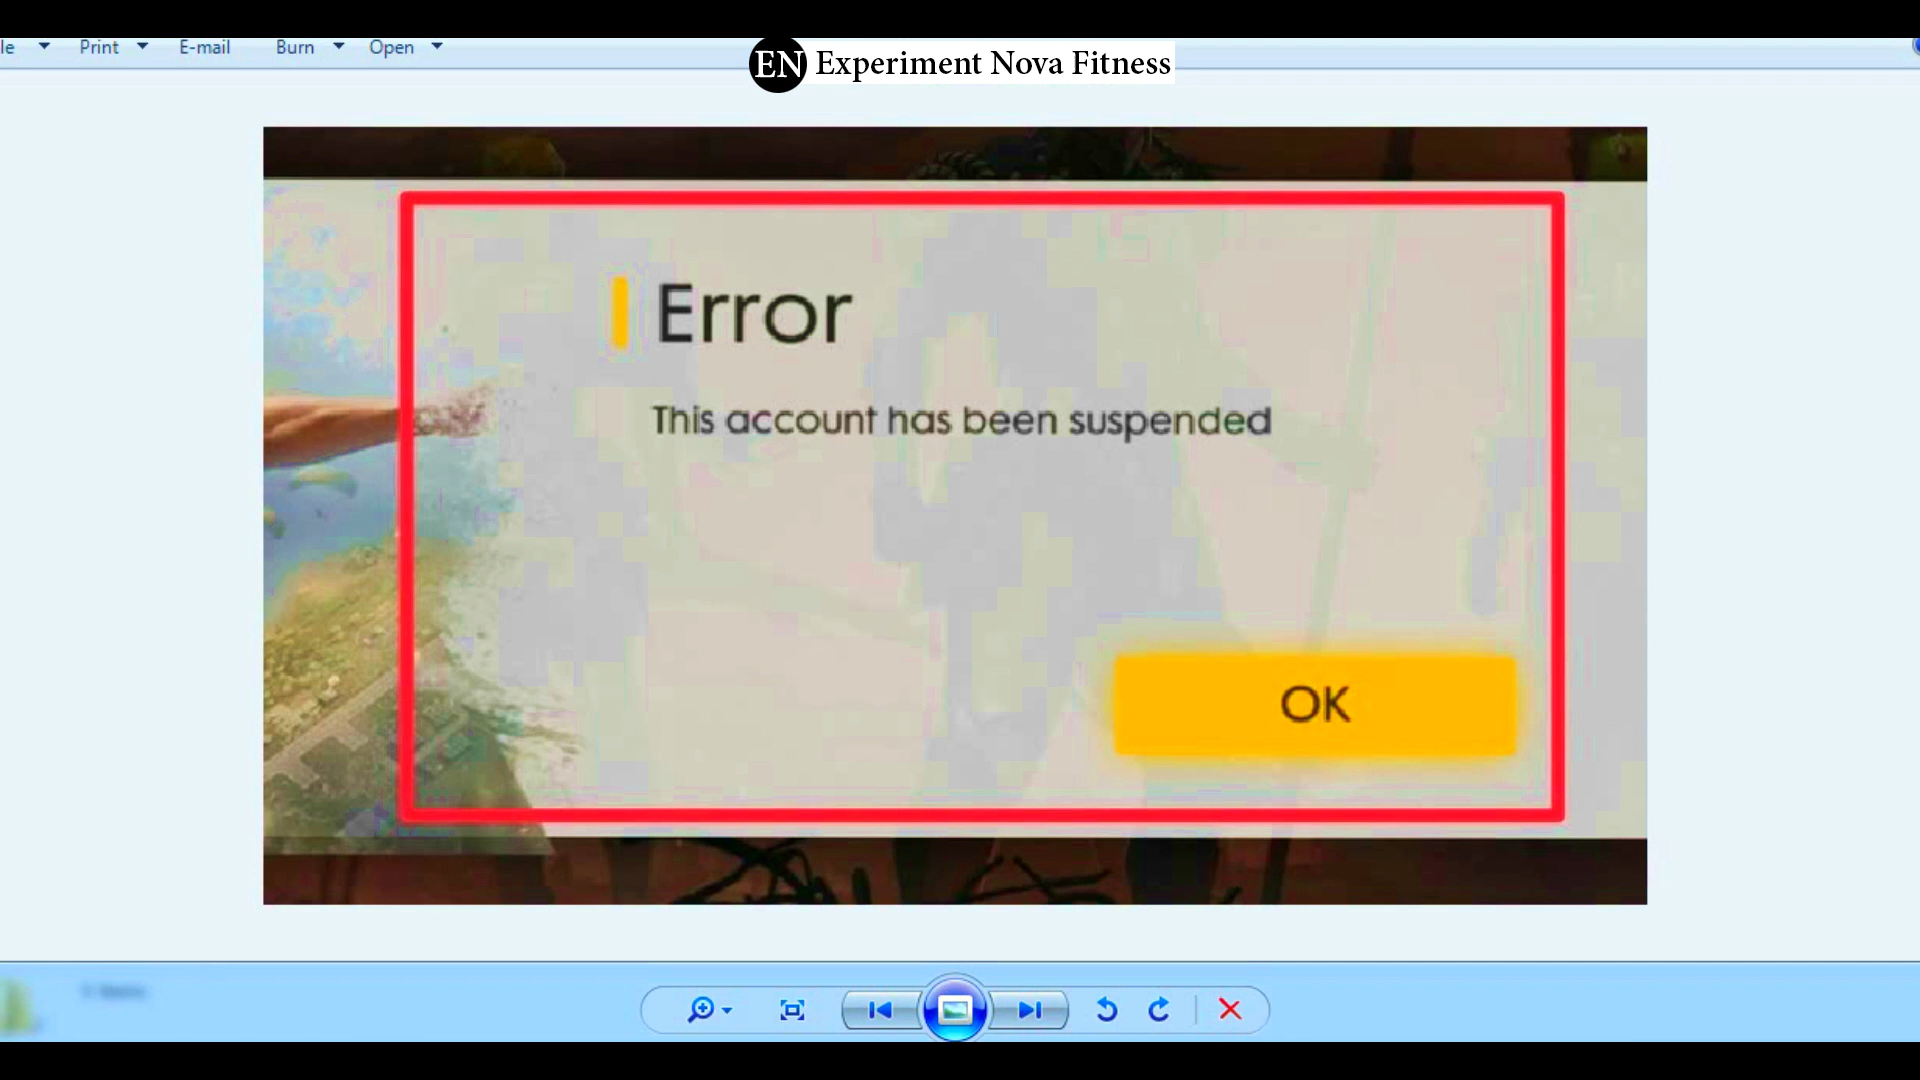 le Print E-mail Burn Open
EN Experiment Nova Fitness
Error
This account has been suspended
OK